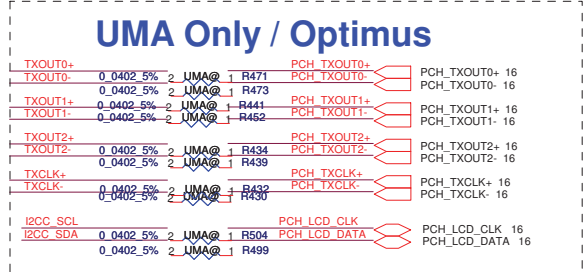 UMA Only / Optimus
TXOUT0+ PCH_TXOUT0+ PCH_TXOUT0+ 16
TXOUT0- 0_0402_5% 2 UMA@ 1 R471 PCH_TXOUT0- PCH_TXOUT0- 16
0_0402_5% 2 UMA@ 1 R473
TXOUT1+ 0_0402_5% 2 UMA@ 1 R441 PCH_TXOUT1+ PCH_TXOUT1+ 16
TXOUT1- 0_0402_5% 2 UMA@ 1 R452 PCH_TXOUT1- PCH_TXOUT1- 16
TXOUT2+ PCH_TXOUT2+ PCH_TXOUT2+ 16
TXOUT2- 0_0402_5% 2 UMA@ 1 R434 PCH_TXOUT2- PCH_TXOUT2- 16
0_0402_5% 2 UMA@ 1 R439
TXCLK+ PCH_TXCLK+ PCH_TXCLK+ 16
TXCLK- 0_0402_5% 2 UMA@ 1 R432 PCH_TXCLK- PCH_TXCLK- 16
0_0402_5% 2 UMA@ 1 R430
I2CC_SCL PCH_LCD_CLK PCH_LCD_CLK 16
I2CC_SDA 0_0402_5% 2 UMA@ 1 R504 PCH_LCD_DATA PCH_LCD_DATA 16
0_0402_5% 2 UMA@ 1 R499